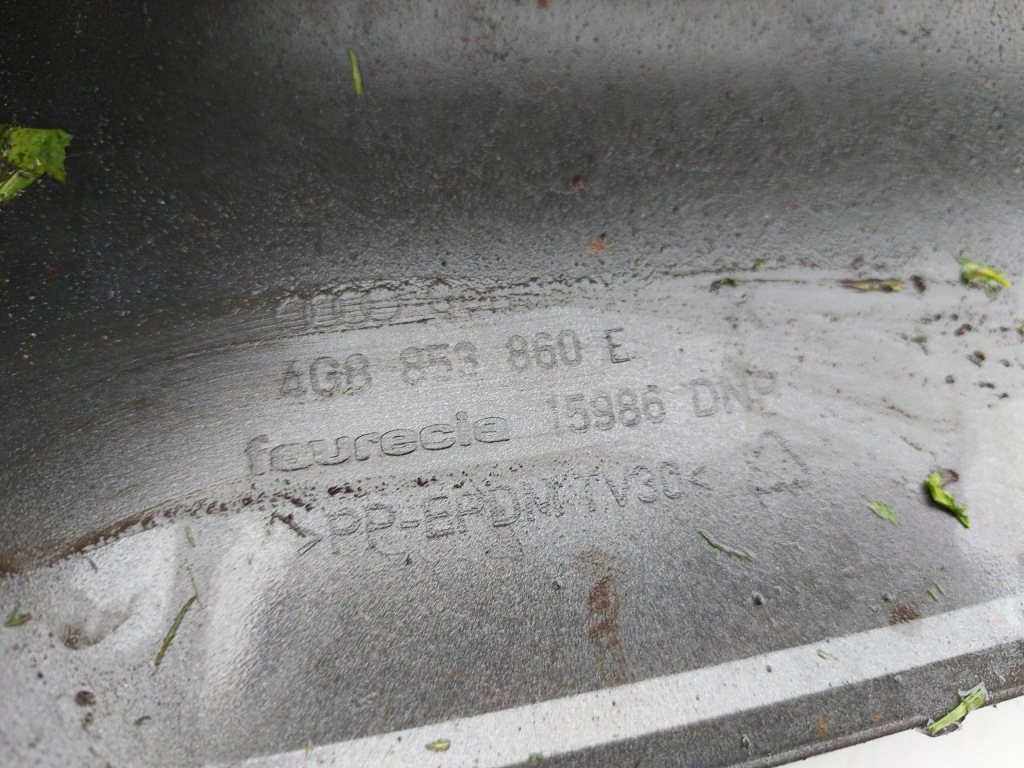 4G8 853 860 E
faurecia 15986 DNP
>PP-EPDM-TV30<